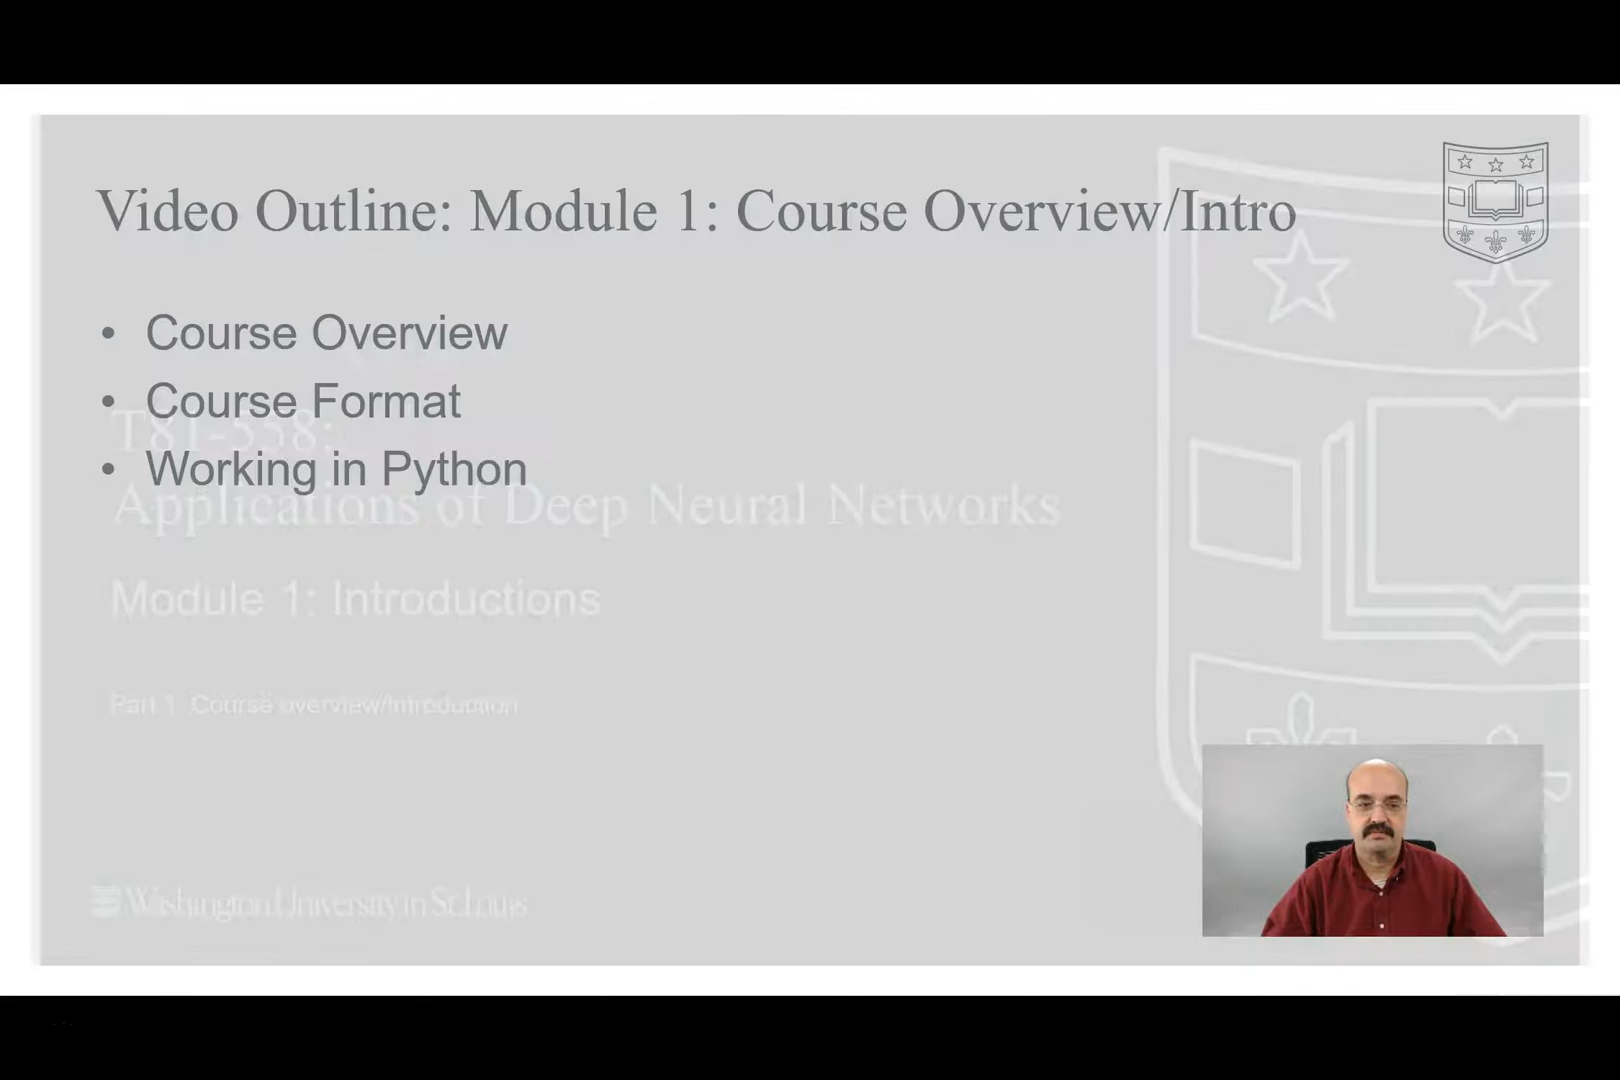 Video Outline: Module 1: Course Overview/Intro
• Course Overview
• Course Format
• Working in Python
T81-558:
Applications of Deep Neural Networks
Module 1: Introductions
Part 1: Course overview/Introduction
Washington University in St. Louis